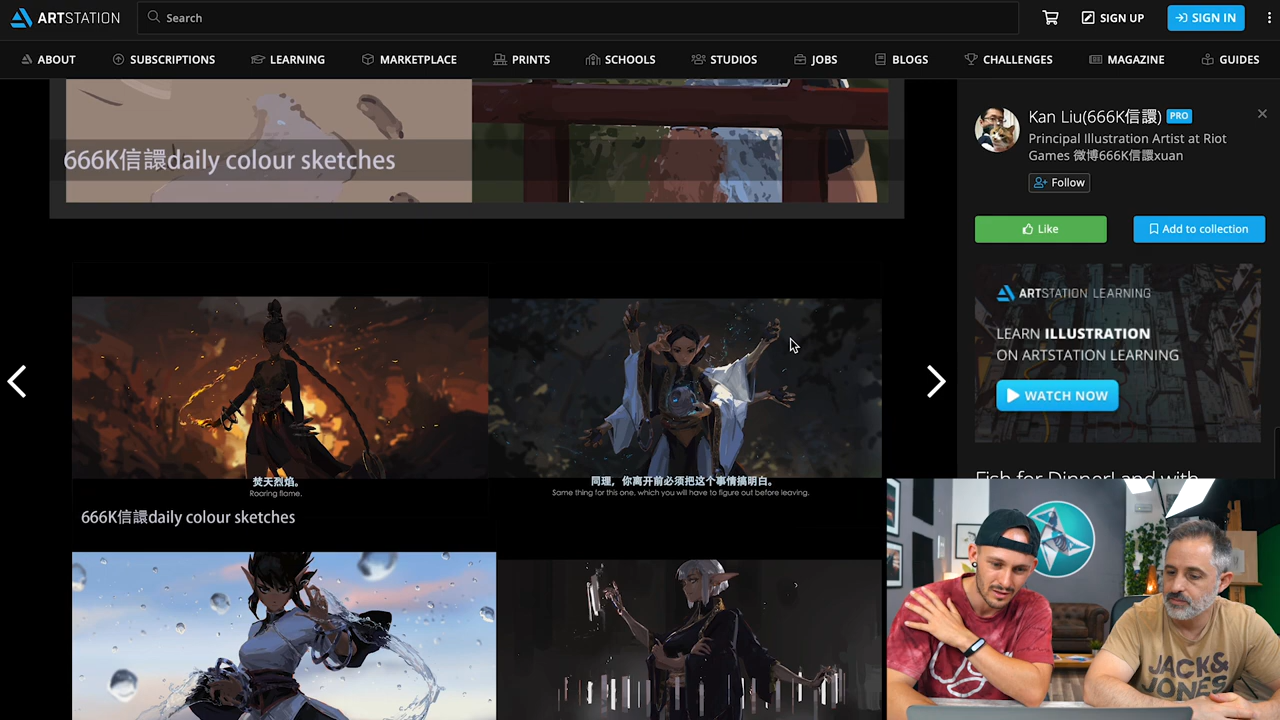 ARTSTATION
Search
SIGN UP
SIGN IN
ABOUT
SUBSCRIPTIONS
LEARNING
MARKETPLACE
PRINTS
SCHOOLS
STUDIOS
JOBS
BLOGS
CHALLENGES
MAGAZINE
GUIDES
666K信譞daily colour sketches
Kan Liu(666K信譞) PRO
Principal Illustration Artist at Riot
Games 微博666K信譞xuan
Follow
Like
Add to collection
ARTSTATION LEARNING
LEARN ILLUSTRATION
ON ARTSTATION LEARNING
WATCH NOW
焚天烈焰。
Roaring flame.
同理，你离开前必须把这个事情搞明白。
Same thing for this one, which you will have to figure out before leaving.
666K信譞daily colour sketches
Fish for Dinner! and with
JACK&
JONES